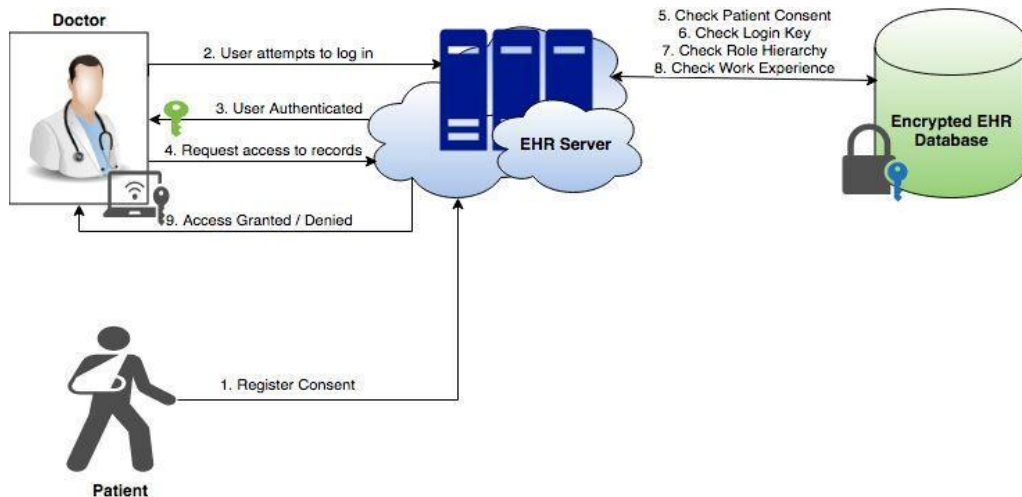 Doctor
2. User attempts to log in
3. User Authenticated
4. Request access to records
9. Access Granted / Denied
EHR Server
5. Check Patient Consent
6. Check Login Key
7. Check Role Hierarchy
8. Check Work Experience
Encrypted EHR
Database
1. Register Consent
Patient